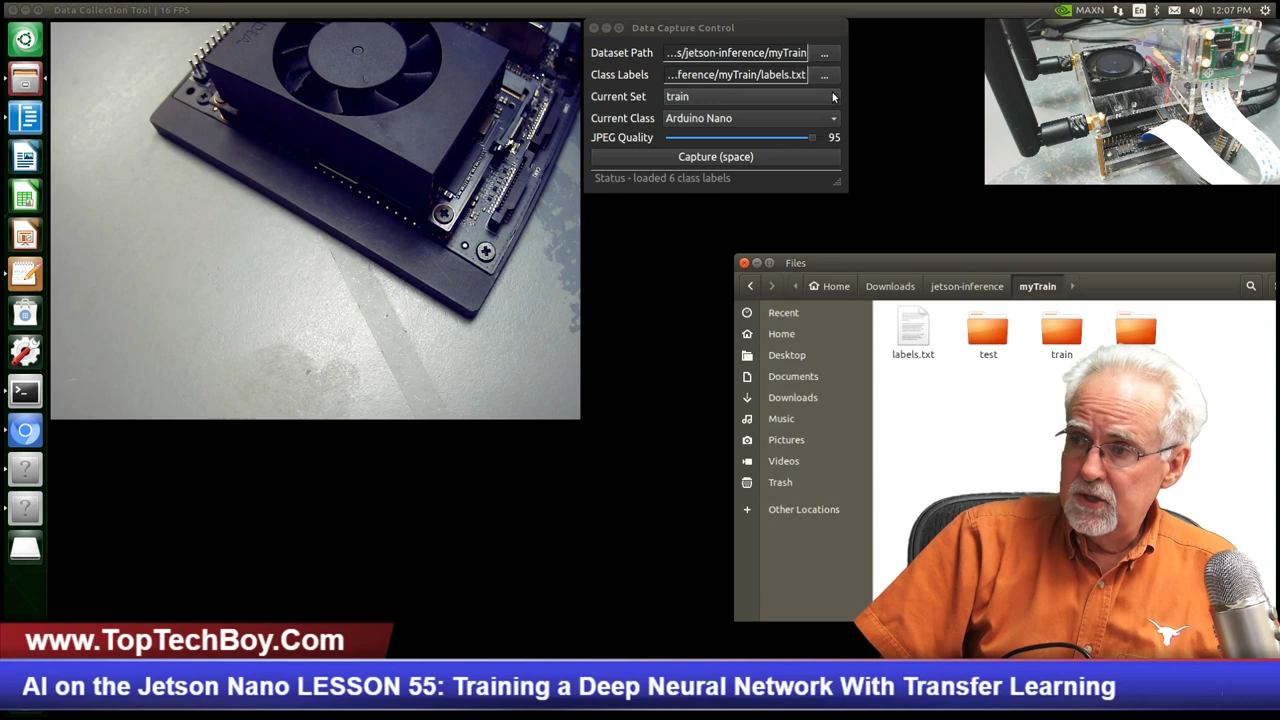 Data Collection Tool | 16 FPS
MAXN
En
12:07 PM
Data Capture Control
Dataset Path
...s/jetson-inference/myTrain
...
Class Labels
...ference/myTrain/labels.txt
...
Current Set
train
Current Class
Arduino Nano
JPEG Quality
95
Capture (space)
Status - loaded 6 class labels
Files
Home
Downloads
jetson-inference
myTrain
Recent
Home
Desktop
Documents
Downloads
Music
Pictures
Videos
Trash
Other Locations
labels.txt
test
train
www.TopTechBoy.Com
AI on the Jetson Nano LESSON 55: Training a Deep Neural Network With Transfer Learning